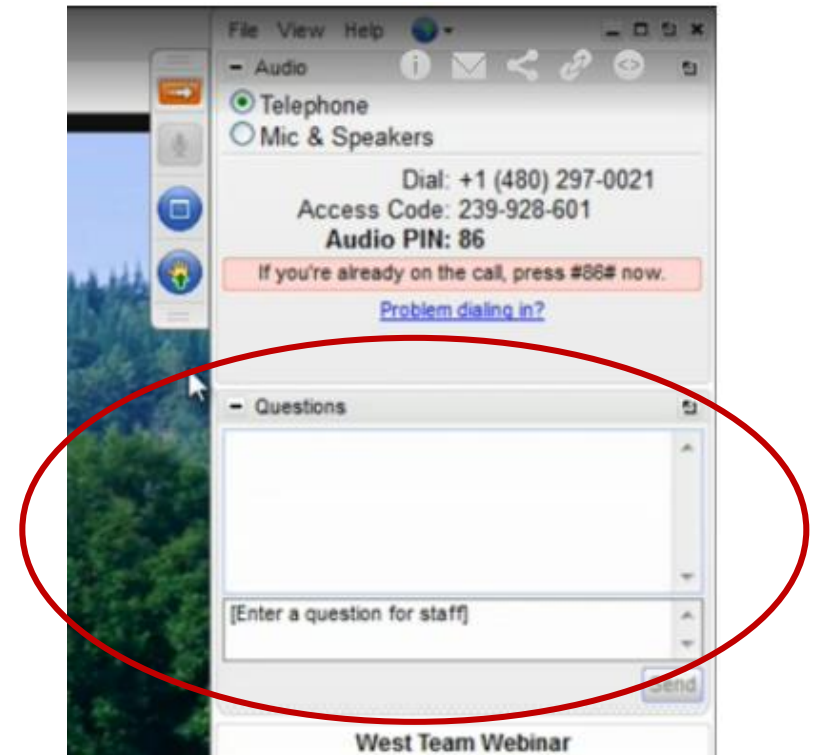 File View Help
- Audio
Telephone
Mic & Speakers
Dial: +1 (480) 297-0021
Access Code: 239-928-601
Audio PIN: 86
If you're already on the call, press #86# now.
Problem dialing in?
- Questions
[Enter a question for staff]
Send
West Team Webinar